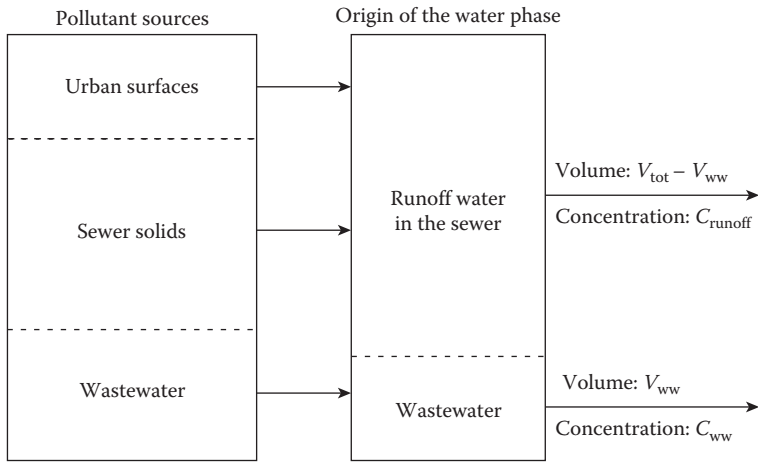 Pollutant sources
Origin of the water phase
Urban surfaces
Sewer solids
Wastewater
Runoff water
in the sewer
Wastewater
Volume: V_tot – V_ww
Concentration: C_runoff
Volume: V_ww
Concentration: C_ww